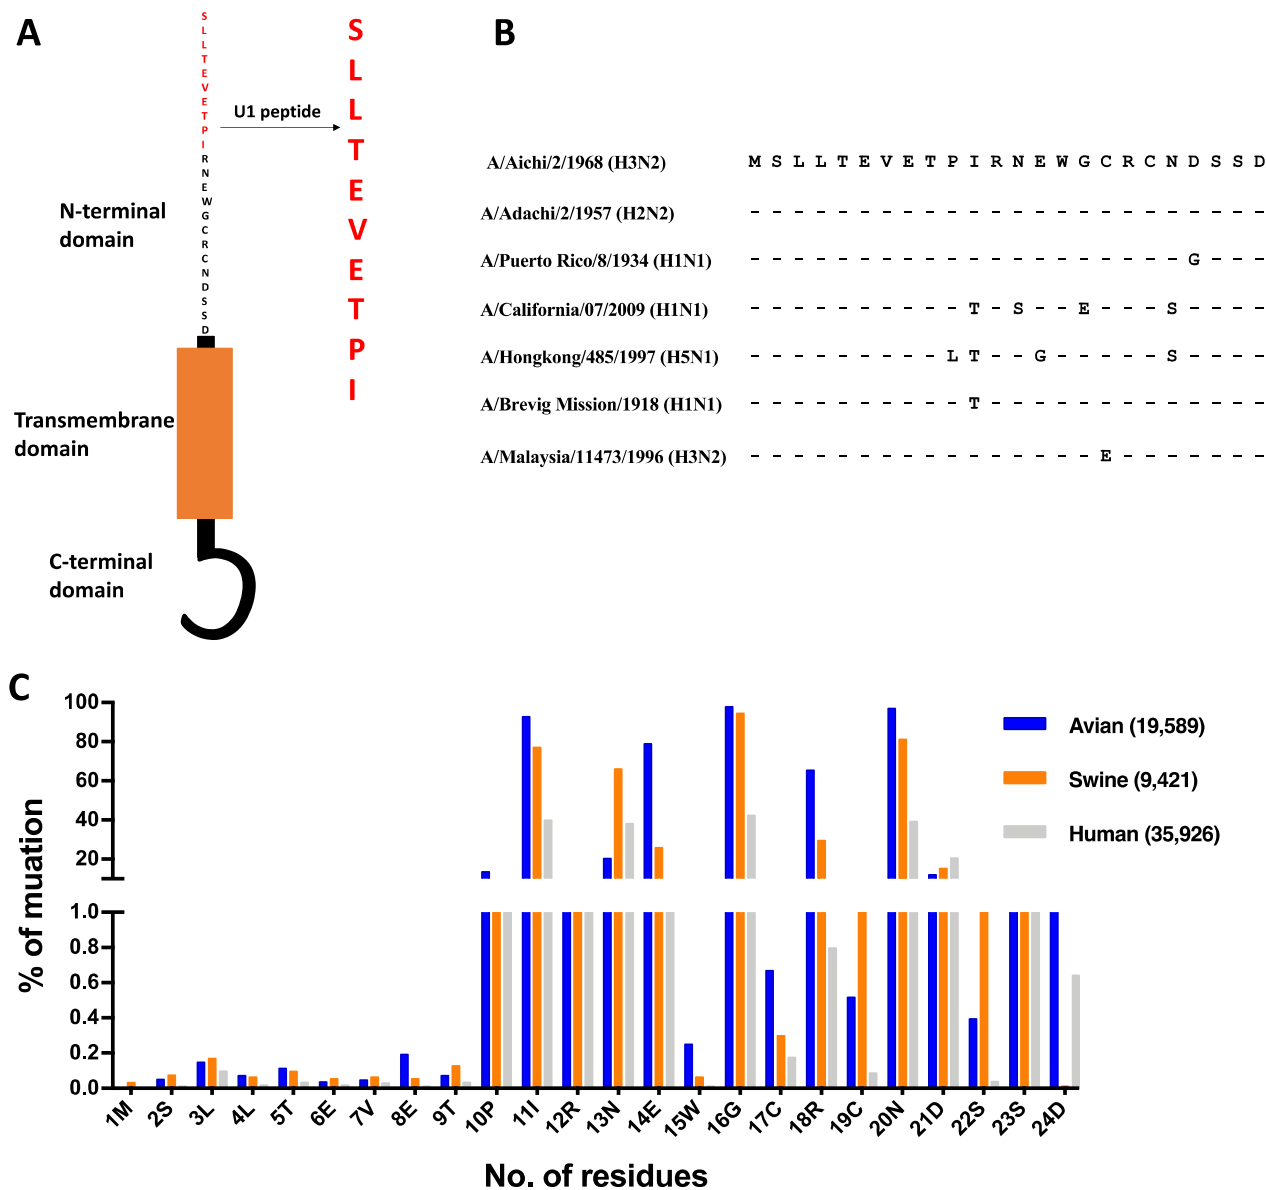 A
S
L
L
T
E
V
E
T
P
I
R
N
E
W
G
C
R
C
N
D
S
S
D
U1 peptide
S
L
L
T
E
V
E
T
P
I
N-terminal
domain
Transmembrane
domain
C-terminal
domain
B
A/Aichi/2/1968 (H3N2) M S L L T E V E T P I R N E W G C R C N D S S D
A/Adachi/2/1957 (H2N2) - - - - - - - - - - - - - - - - - - - - - - - -
A/Puerto Rico/8/1934 (H1N1) - - - - - - - - - - - - - - - - - - - - G - - -
A/California/07/2009 (H1N1) - - - - - - - - - - T - S - - E - - - S - - - -
A/Hongkong/485/1997 (H5N1) - - - - - - - - - L T - - G - - - - - S - - - -
A/Brevig Mission/1918 (H1N1) - - - - - - - - - - T - - - - - - - - - - - - -
A/Malaysia/11473/1996 (H3N2) - - - - - - - - - - - - - - - - E - - - - - - -
C
% of muation
100
80
60
40
20
1.0
0.8
0.6
0.4
0.2
0.0
1M 2S 3L 4L 5T 6E 7V 8E 9T 10P 11I 12R 13N 14E 15W 16G 17C 18R 19C 20N 21D 22S 23S 24D
No. of residues
Avian (19,589)
Swine (9,421)
Human (35,926)